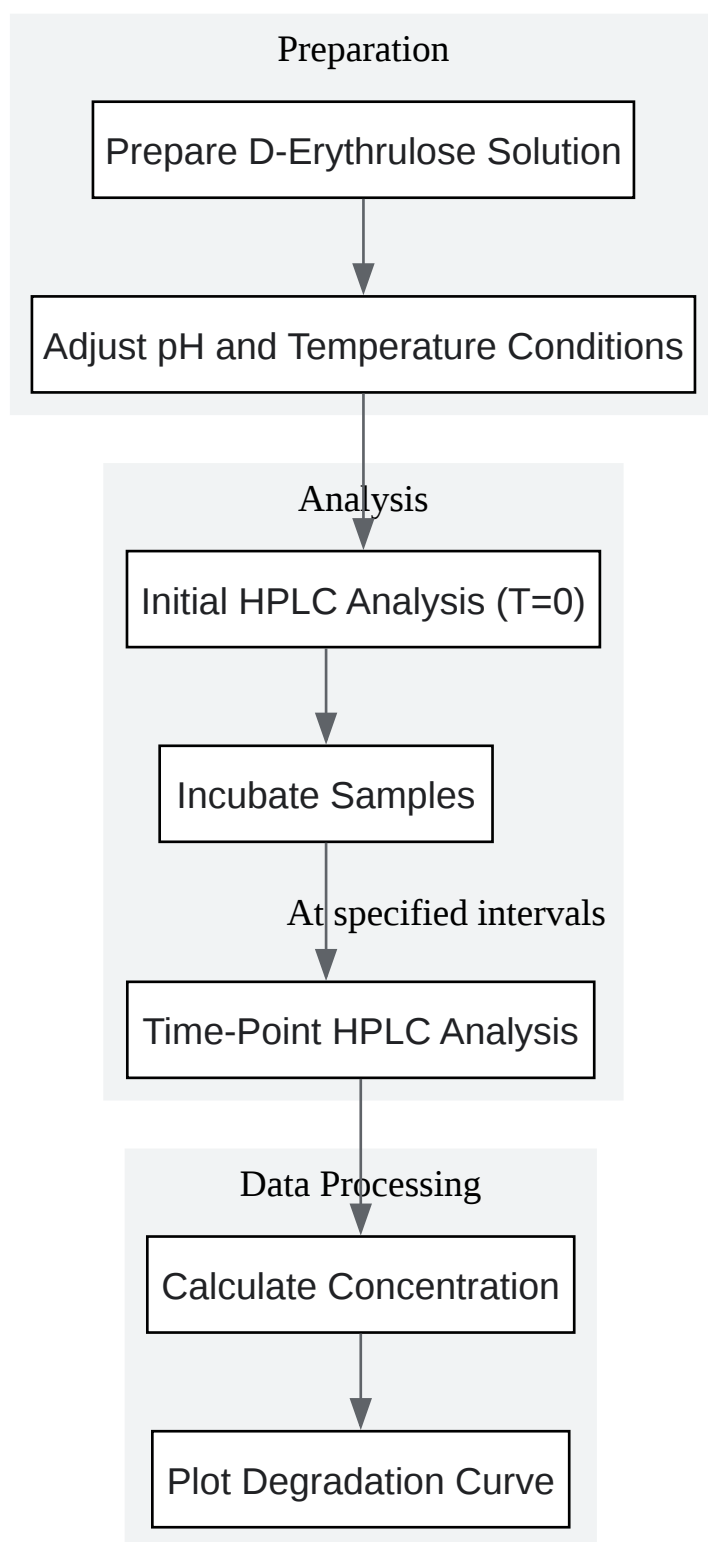 Preparation
Prepare D-Erythrulose Solution
Adjust pH and Temperature Conditions
Analysis
Initial HPLC Analysis (T=0)
Incubate Samples
At specified intervals
Time-Point HPLC Analysis
Data Processing
Calculate Concentration
Plot Degradation Curve